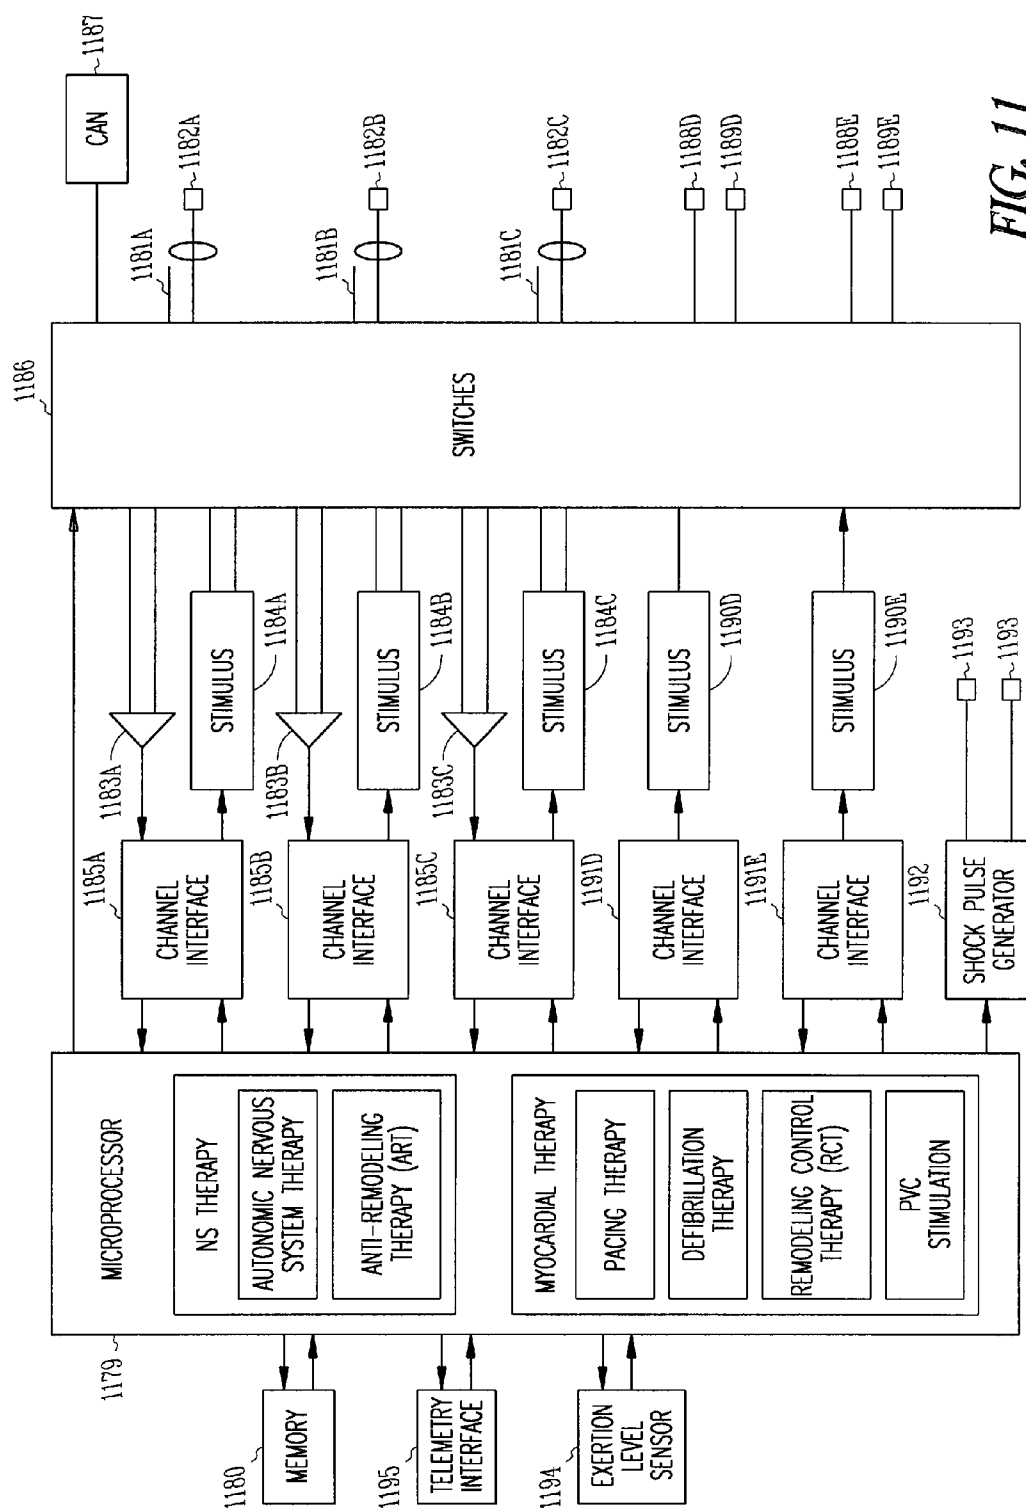 1180
MEMORY
1195
TELEMETRY
INTERFACE
1194
EXERTION
LEVEL
SENSOR
1179
MICROPROCESSOR
NS THERAPY
AUTONOMIC NERVOUS
SYSTEM THERAPY
ANTI-REMODELING
THERAPY (ART)
MYOCARDIAL THERAPY
PACING THERAPY
DEFIBRILLATION
THERAPY
REMODELING CONTROL
THERAPY (RCT)
PVC
STIMULATION
1185A
CHANNEL
INTERFACE
1185B
CHANNEL
INTERFACE
1185C
CHANNEL
INTERFACE
1191D
CHANNEL
INTERFACE
1191E
CHANNEL
INTERFACE
1192
SHOCK PULSE
GENERATOR
1183A
STIMULUS
1184A
1183B
STIMULUS
1184B
1183C
STIMULUS
1184C
STIMULUS
1190D
STIMULUS
1190E
1193
1193
1186
SWITCHES
CAN
1187
1181A
1182A
1181B
1182B
1181C
1182C
1188D
1189D
1188E
1189E
FIG. 11